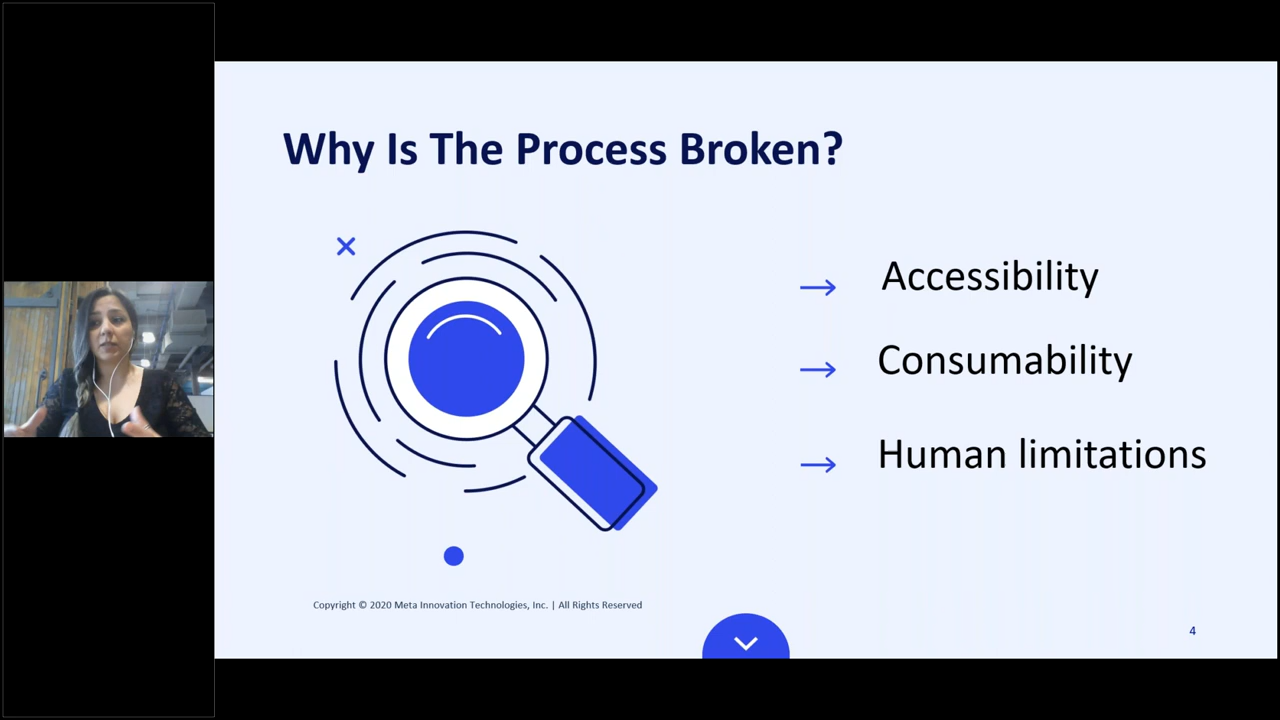 Why Is The Process Broken?
Accessibility
Consumability
Human limitations
Copyright © 2020 Meta Innovation Technologies, Inc. | All Rights Reserved
4